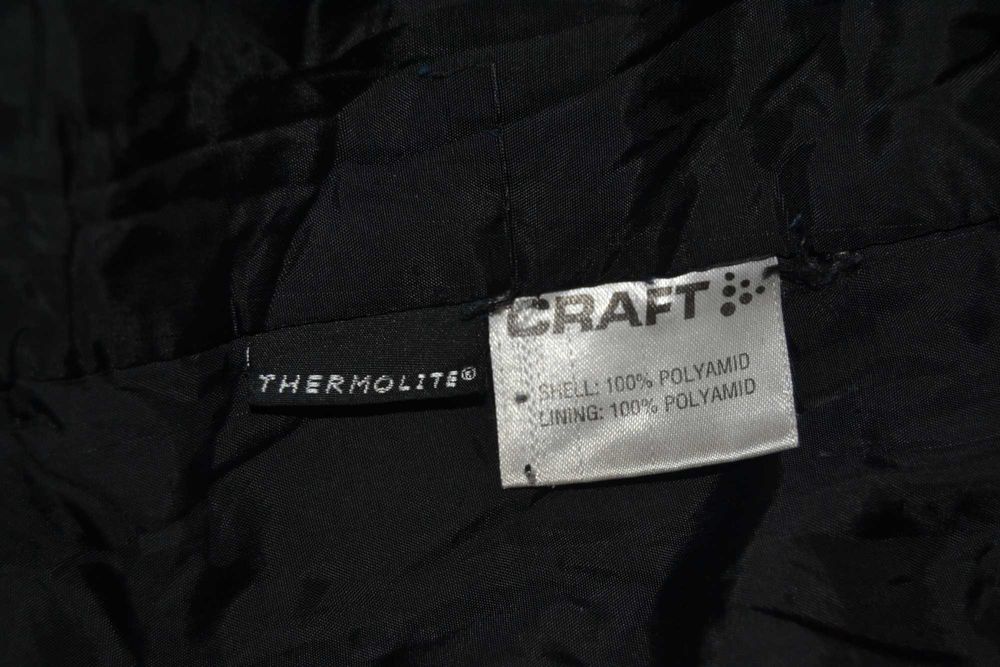 THERMOLITE®
CRAFT
SHELL: 100% POLYAMID
LINING: 100% POLYAMID